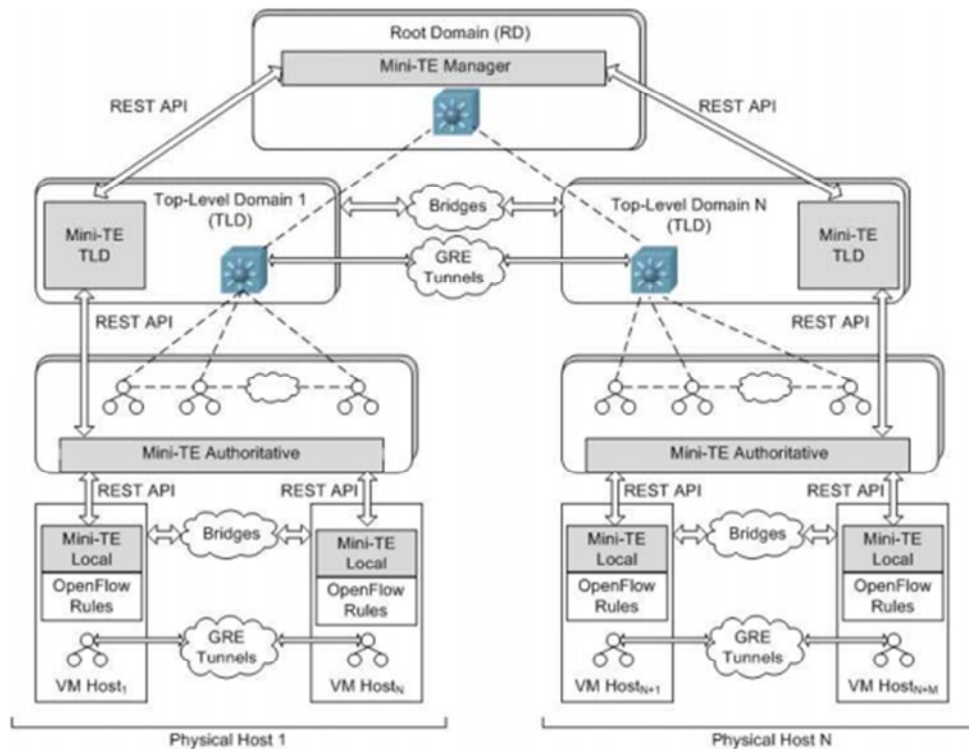 Root Domain (RD)
Mini-TE Manager
REST API
REST API
Top-Level Domain 1
(TLD)
Mini-TE
TLD
Bridges
GRE
Tunnels
Top-Level Domain N
(TLD)
Mini-TE
TLD
REST API
REST API
Mini-TE Authoritative
Mini-TE Authoritative
REST API
REST API
REST API
REST API
Mini-TE
Local
OpenFlow
Rules
Bridges
Mini-TE
Local
OpenFlow
Rules
GRE
Tunnels
VM Host1
VM HostN
Mini-TE
Local
OpenFlow
Rules
Bridges
Mini-TE
Local
OpenFlow
Rules
GRE
Tunnels
VM HostN+1
VM HostN+M
Physical Host 1
Physical Host N